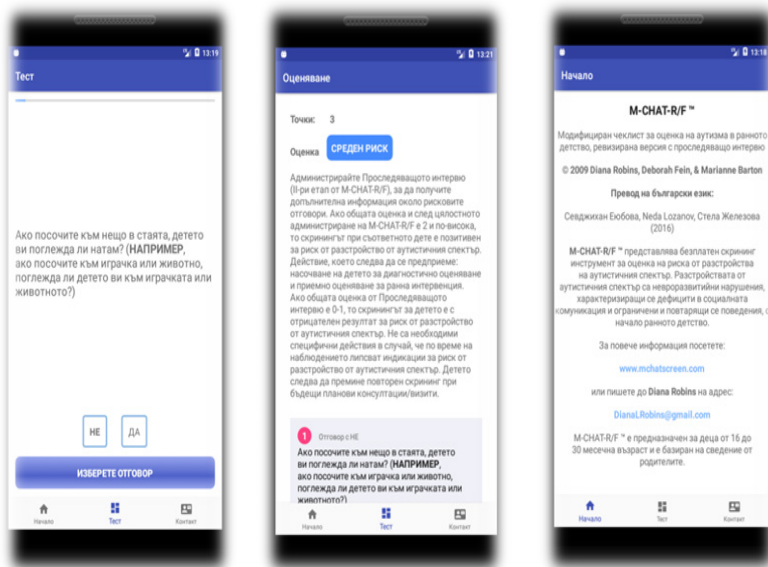 13:19
Тест
Ако посочите към нещо в стаята, детето
ви поглежда ли натам? (НАПРИМЕР,
ако посочите към играчка или животно,
поглежда ли детето ви към играчката или
животното?)
НЕ
ДА
ИЗБЕРЕТЕ ОТГОВОР
Начало
Тест
Контакт
13:21
Оценяване
Точки: 3
Оценка СРЕДЕН РИСК
Администрирайте Проследяващото интервю
(II-ри етап от M-CHAT-R/F), за да получите
допълнителна информация около рисковите
отговори. Ако общата оценка и след цялостното
администриране на M-CHAT-R/F е 2 и по-висока,
то скринингът при съответното дете е позитивен
за риск от разстройство от аутистичния спектър.
Действие, което следва да се предприеме:
насочване на детето за диагностично оценяване
и приемно оценяване за ранна интервенция.
Ако общата оценка от Проследяващото
интервю е 0-1, то скринингът за детето е с
отрицателен резултат за риск от разстройство
от аутистичния спектър. Не са необходими
специфични действия в случай, че по време на
наблюдението липсват индикации за риск от
разстройство от аутистичния спектър. Детето
следва да премине повторен скрининг при
бъдещи планови консултации/визити.
1 Отговор с НЕ
Ако посочите към нещо в стаята, детето
ви поглежда ли натам? (НАПРИМЕР,
ако посочите към играчка или животно,
поглежда ли детето ви към играчката или
животното?)
Начало
Тест
Контакт
13:18
Начало
M-CHAT-R/F ™
Модифициран чеклист за оценка на аутизма в ранното
детство, ревизирана версия с проследяващо интервю
© 2009 Diana Robins, Deborah Fein, & Marianne Barton
Превод на български език:
Севджихан Еюбова, Neda Lozanov, Стела Железова
(2016)
M-CHAT-R/F ™ представлява безплатен скрининг
инструмент за оценка на риска от разстройства
на аутистичния спектър. Разстройствата от
аутистичния спектър са невроразвитийни нарушения,
характеризиращи се дефицити в социалната
комуникация и ограничени и повтарящи се поведения, с
начало ранното детство.
За повече информация посетете:
www.mchatscreen.com
или пишете до Diana Robins на адрес:
DianaLRobins@gmail.com
M-CHAT-R/F ™ е предназначен за деца от 16 до
30 месечна възраст и е базиран на сведение от
родителите.
Начало
Тест
Контакт